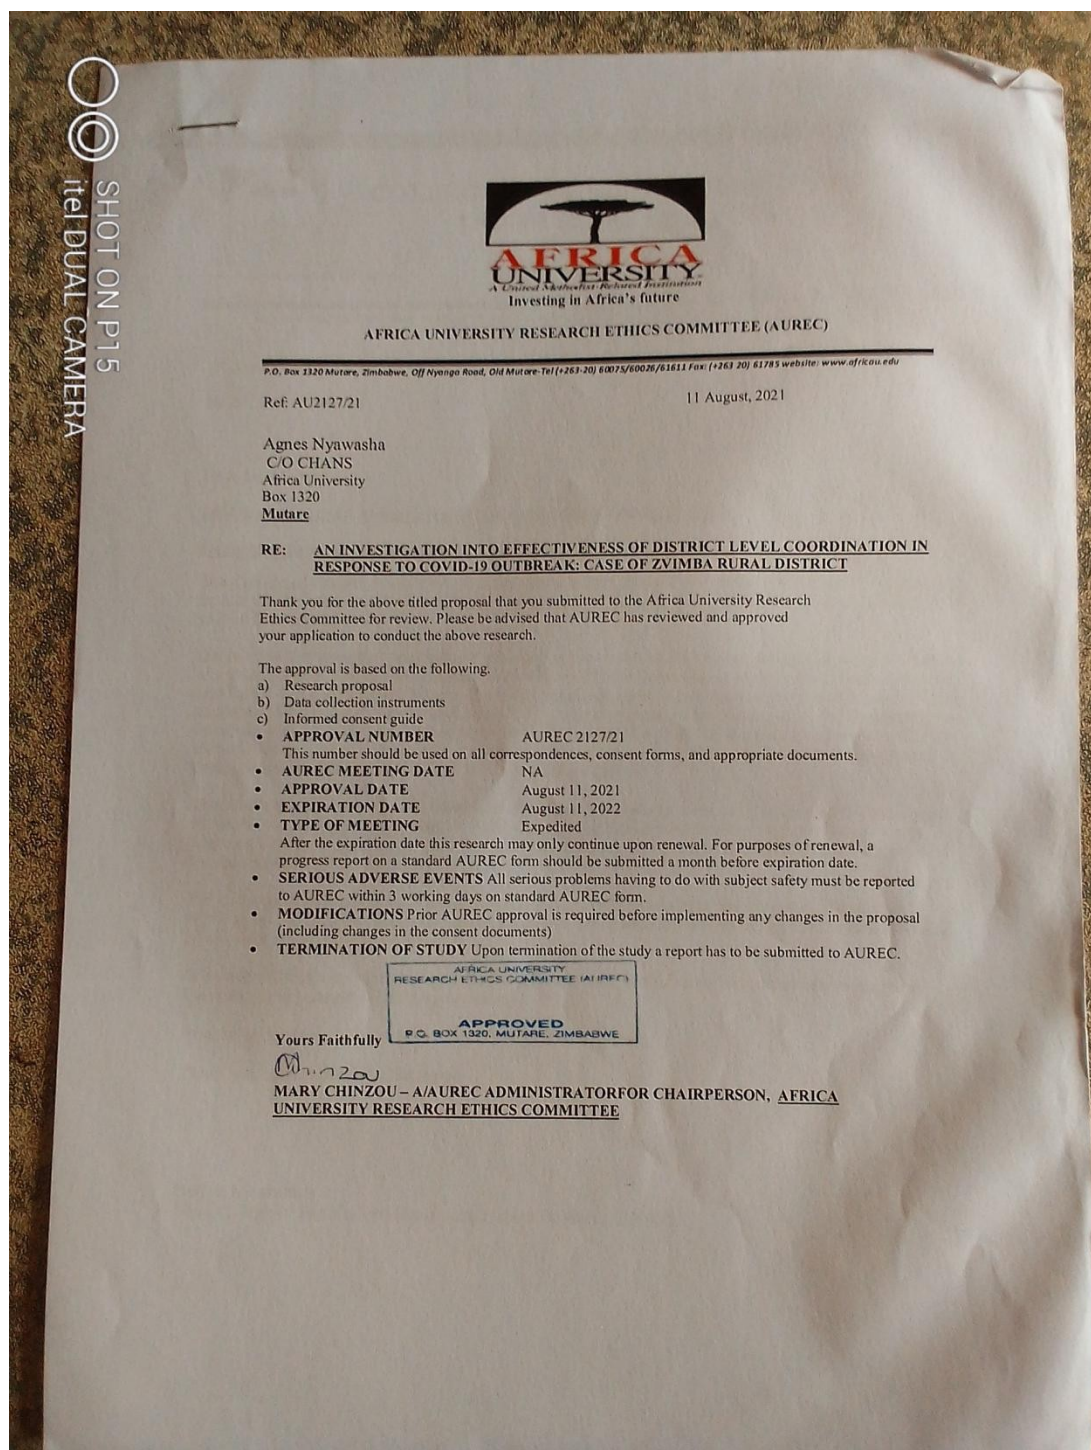 SHOT ON P15
itel DUAL CAMERA
AFRICA
UNIVERSITY
A United Methodist-Related Institution
Investing in Africa's future
AFRICA UNIVERSITY RESEARCH ETHICS COMMITTEE (AUREC)
P.O. Box 1320 Mutare, Zimbabwe, Off Nyanga Road, Old Mutare-Tel (+263-20) 60075/60026/61611 Fax: (+263 20) 61785 website: www.africau.edu
Ref: AU2127/21
11 August, 2021
Agnes Nyawasha
C/O CHANS
Africa University
Box 1320
Mutare
RE: AN INVESTIGATION INTO EFFECTIVENESS OF DISTRICT LEVEL COORDINATION IN
RESPONSE TO COVID-19 OUTBREAK: CASE OF ZVIMBA RURAL DISTRICT
Thank you for the above titled proposal that you submitted to the Africa University Research
Ethics Committee for review. Please be advised that AUREC has reviewed and approved
your application to conduct the above research.
The approval is based on the following.
a) Research proposal
b) Data collection instruments
c) Informed consent guide
• APPROVAL NUMBER AUREC 2127/21
This number should be used on all correspondences, consent forms, and appropriate documents.
• AUREC MEETING DATE NA
• APPROVAL DATE August 11, 2021
• EXPIRATION DATE August 11, 2022
• TYPE OF MEETING Expedited
After the expiration date this research may only continue upon renewal. For purposes of renewal, a
progress report on a standard AUREC form should be submitted a month before expiration date.
• SERIOUS ADVERSE EVENTS All serious problems having to do with subject safety must be reported
to AUREC within 3 working days on standard AUREC form.
• MODIFICATIONS Prior AUREC approval is required before implementing any changes in the proposal
(including changes in the consent documents)
• TERMINATION OF STUDY Upon termination of the study a report has to be submitted to AUREC.
AFRICA UNIVERSITY
RESEARCH ETHICS COMMITTEE (AUREC)
APPROVED
P.O. BOX 1320, MUTARE, ZIMBABWE
Yours Faithfully
Chinzou
MARY CHINZOU – A/AUREC ADMINISTRATORFOR CHAIRPERSON, AFRICA
UNIVERSITY RESEARCH ETHICS COMMITTEE